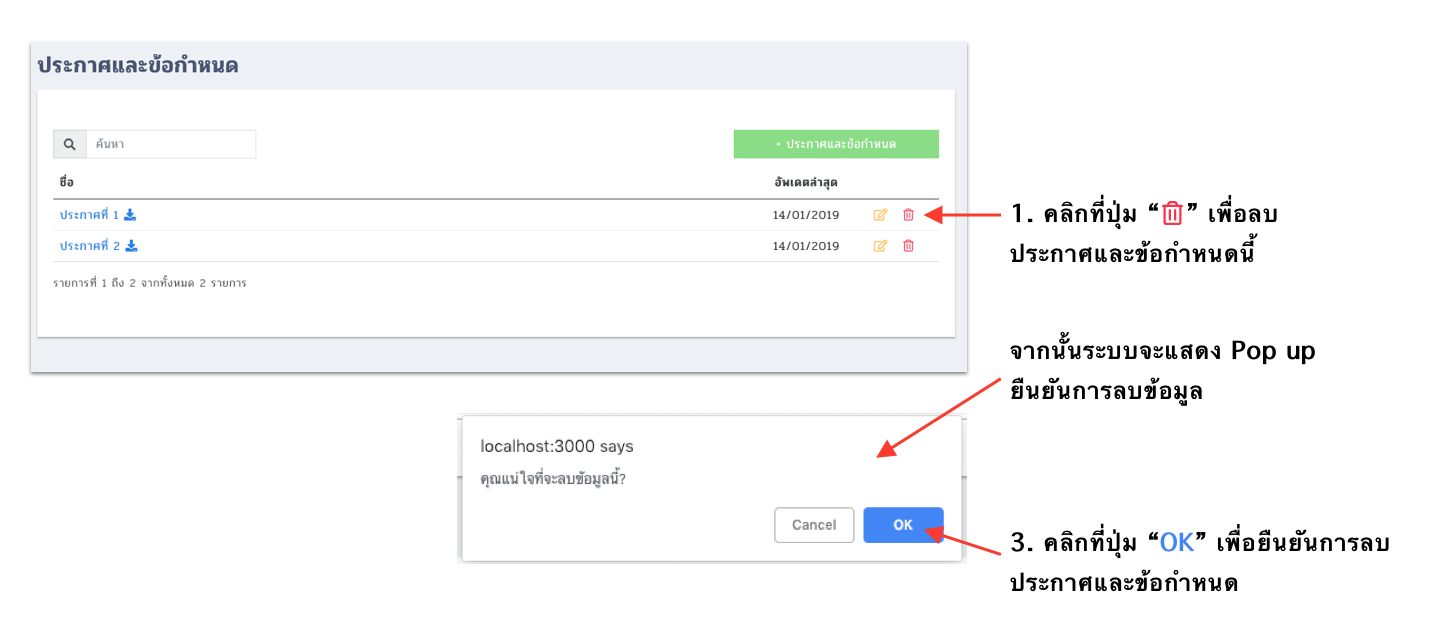 ประกาศและข้อกำหนด
ค้นหา
+ ประกาศและข้อกำหนด
ชื่อ อัพเดตล่าสุด
ประกาศที่ 1 14/01/2019
ประกาศที่ 2 14/01/2019
รายการที่ 1 ถึง 2 จากทั้งหมด 2 รายการ
1. คลิกที่ปุ่ม “” เพื่อลบ
ประกาศและข้อกำหนดนี้
จากนั้นระบบจะแสดง Pop up
ยืนยันการลบข้อมูล
localhost:3000 says
คุณแน่ใจที่จะลบข้อมูลนี้?
Cancel OK
3. คลิกที่ปุ่ม “OK” เพื่อยืนยันการลบ
ประกาศและข้อกำหนด